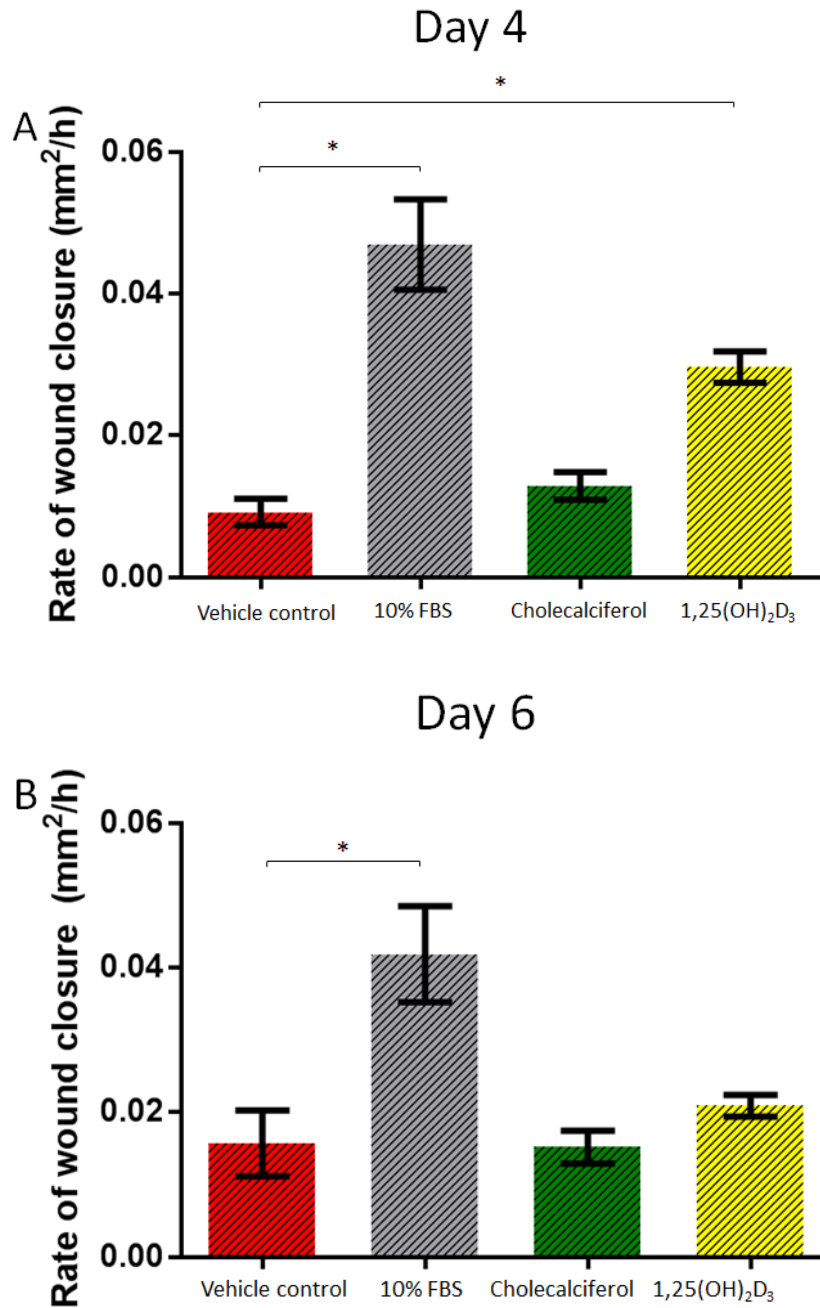 Day 4
*
*
A
Rate of wound closure (mm²/h)
0.06
0.04
0.02
0.00
Vehicle control 10% FBS Cholecalciferol 1,25(OH)₂D₃
Day 6
B
Rate of wound closure (mm²/h)
*
0.06
0.04
0.02
0.00
Vehicle control 10% FBS Cholecalciferol 1,25(OH)₂D₃